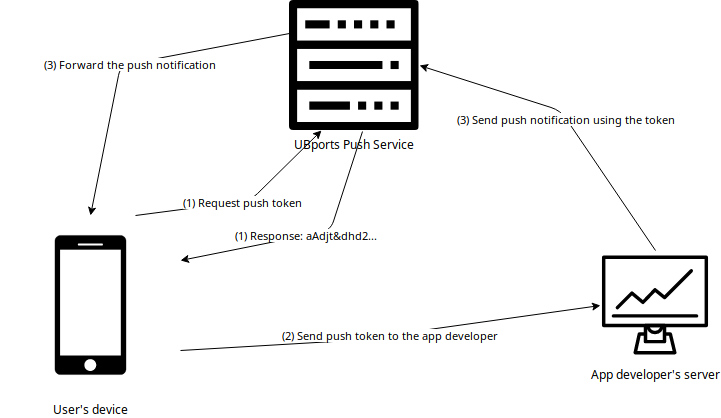 (3) Forward the push notification
(3) Send push notification using the token
UBports Push Service
(1) Request push token
(1) Response: aAdjt&dhd2...
(2) Send push token to the app developer
App developer's server
User's device